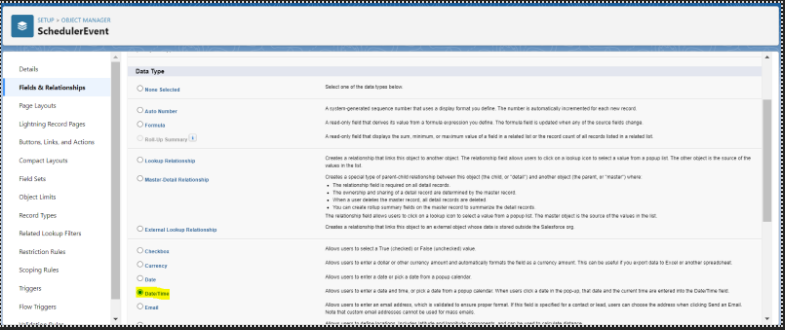 SETUP > OBJECT MANAGER
SchedulerEvent
Details
Fields & Relationships
Page Layouts
Lightning Record Pages
Buttons, Links, and Actions
Compact Layouts
Field Sets
Object Limits
Record Types
Related Lookup Filters
Restriction Rules
Scoping Rules
Triggers
Flow Triggers
Validation Rules
Data Type
None Selected
Select one of the data types below.
Auto Number
A system-generated sequence number that uses a display format you define. The number is automatically incremented for each new record.
Formula
A read-only field that derives its value from a formula expression you define. The formula field is updated when any of the source fields change.
Roll-Up Summary
A read-only field that displays the sum, minimum, or maximum value of a field in a related list or the record count of all records listed in a related list.
Lookup Relationship
Creates a relationship that links this object to another object. The relationship field allows users to click on a lookup icon to select a value from a popup list. The other object is the source of the
values in the list.
Master-Detail Relationship
Creates a special type of parent-child relationship between this object (the child, or "detail") and another object (the parent, or "master") where:
• The relationship field is required on all detail records.
• The ownership and sharing of a detail record are determined by the master record.
• When a user deletes the master record, all detail records are deleted.
• You can create rollup summary fields on the master record to summarize the detail records.
The relationship field allows users to click on a lookup icon to select a value from a popup list. The master object is the source of the values in the list.
External Lookup Relationship
Creates a relationship that links this object to an external object whose data is stored outside the Salesforce org.
Checkbox
Allows users to select a True (checked) or False (unchecked) value.
Currency
Allows users to enter a dollar or other currency amount and automatically formats the field as a currency amount. This can be useful if you export data to Excel or another spreadsheet.
Date
Allows users to enter a date or pick a date from a popup calendar.
Date/Time
Allows users to enter a date and time, or pick a date from a popup calendar. When users click a date in the pop-up, that date and the current time are entered into the Date/Time field.
Email
Allows users to enter an email address, which is validated to ensure proper format. If this field is specified for a contact or lead, users can choose the address when clicking Send an Email.
Note that custom email addresses cannot be used for mass emails.